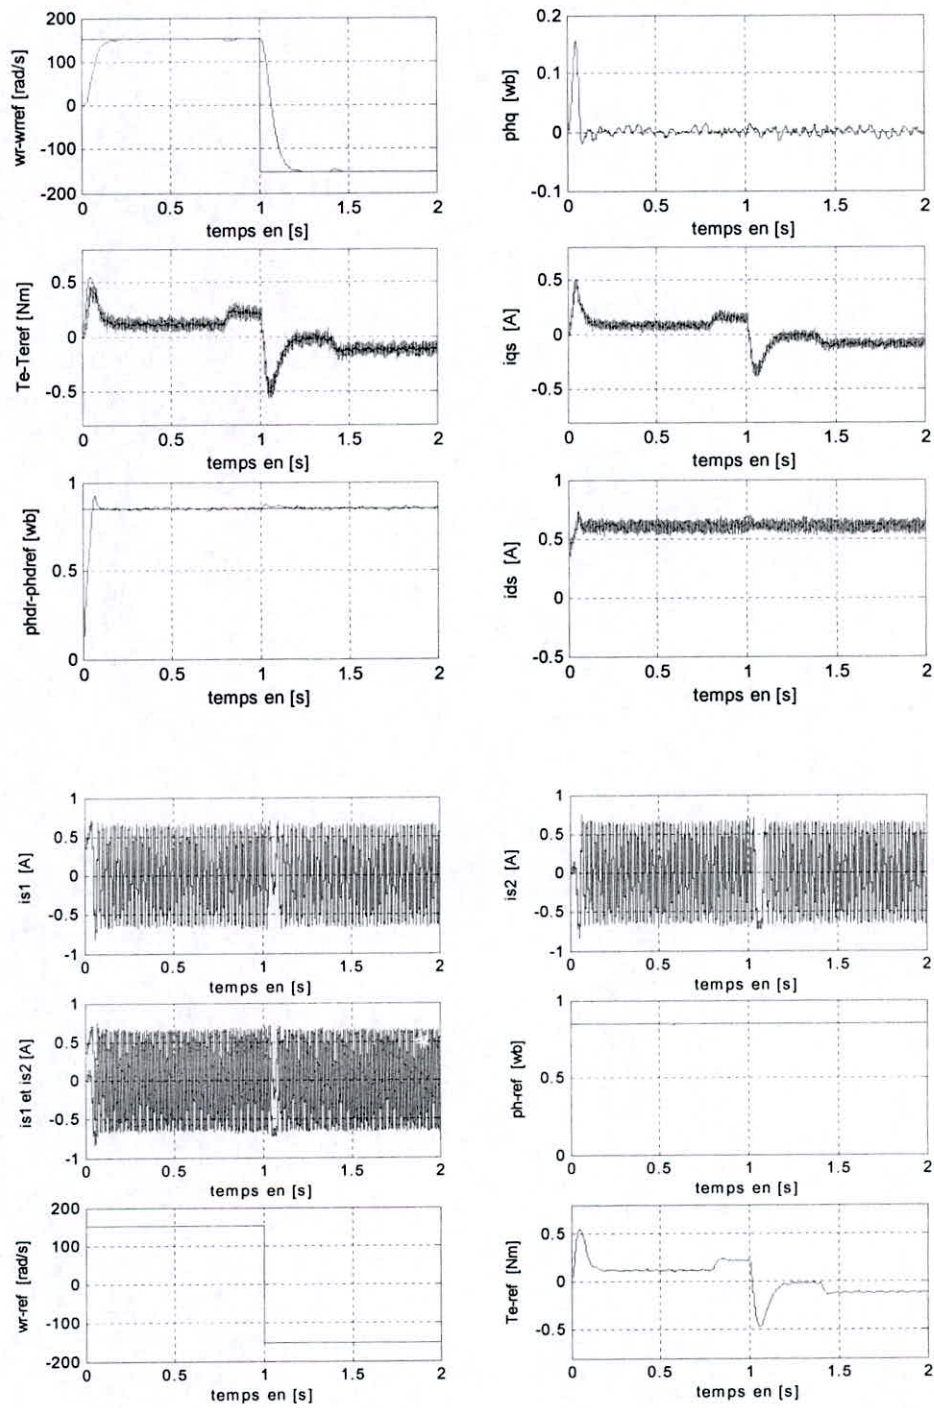 200
100
0
-100
-200
wr-wrref [rad/s]
0 0.5 1 1.5 2
temps en [s]
0.2
0.1
0
-0.1
phq [wb]
0 0.5 1 1.5 2
temps en [s]
0.5
0
-0.5
Te-Teref [Nm]
0 0.5 1 1.5 2
temps en [s]
0.5
0
-0.5
iqs [A]
0 0.5 1 1.5 2
temps en [s]
1
0.5
0
phdr-phdref [wb]
0 0.5 1 1.5 2
temps en [s]
1
0.5
0
-0.5
ids [A]
0 0.5 1 1.5 2
temps en [s]
1
0.5
0
-0.5
-1
is1 [A]
0 0.5 1 1.5 2
temps en [s]
1
0.5
0
-0.5
-1
is2 [A]
0 0.5 1 1.5 2
temps en [s]
1
0.5
0
-0.5
-1
is1 et is2 [A]
0 0.5 1 1.5 2
temps en [s]
1
0.5
0
ph-ref [wb]
0 0.5 1 1.5 2
temps en [s]
200
100
0
-100
-200
wr-ref [rad/s]
0 0.5 1 1.5 2
temps en [s]
0.5
0
-0.5
Te-ref [Nm]
0 0.5 1 1.5 2
temps en [s]